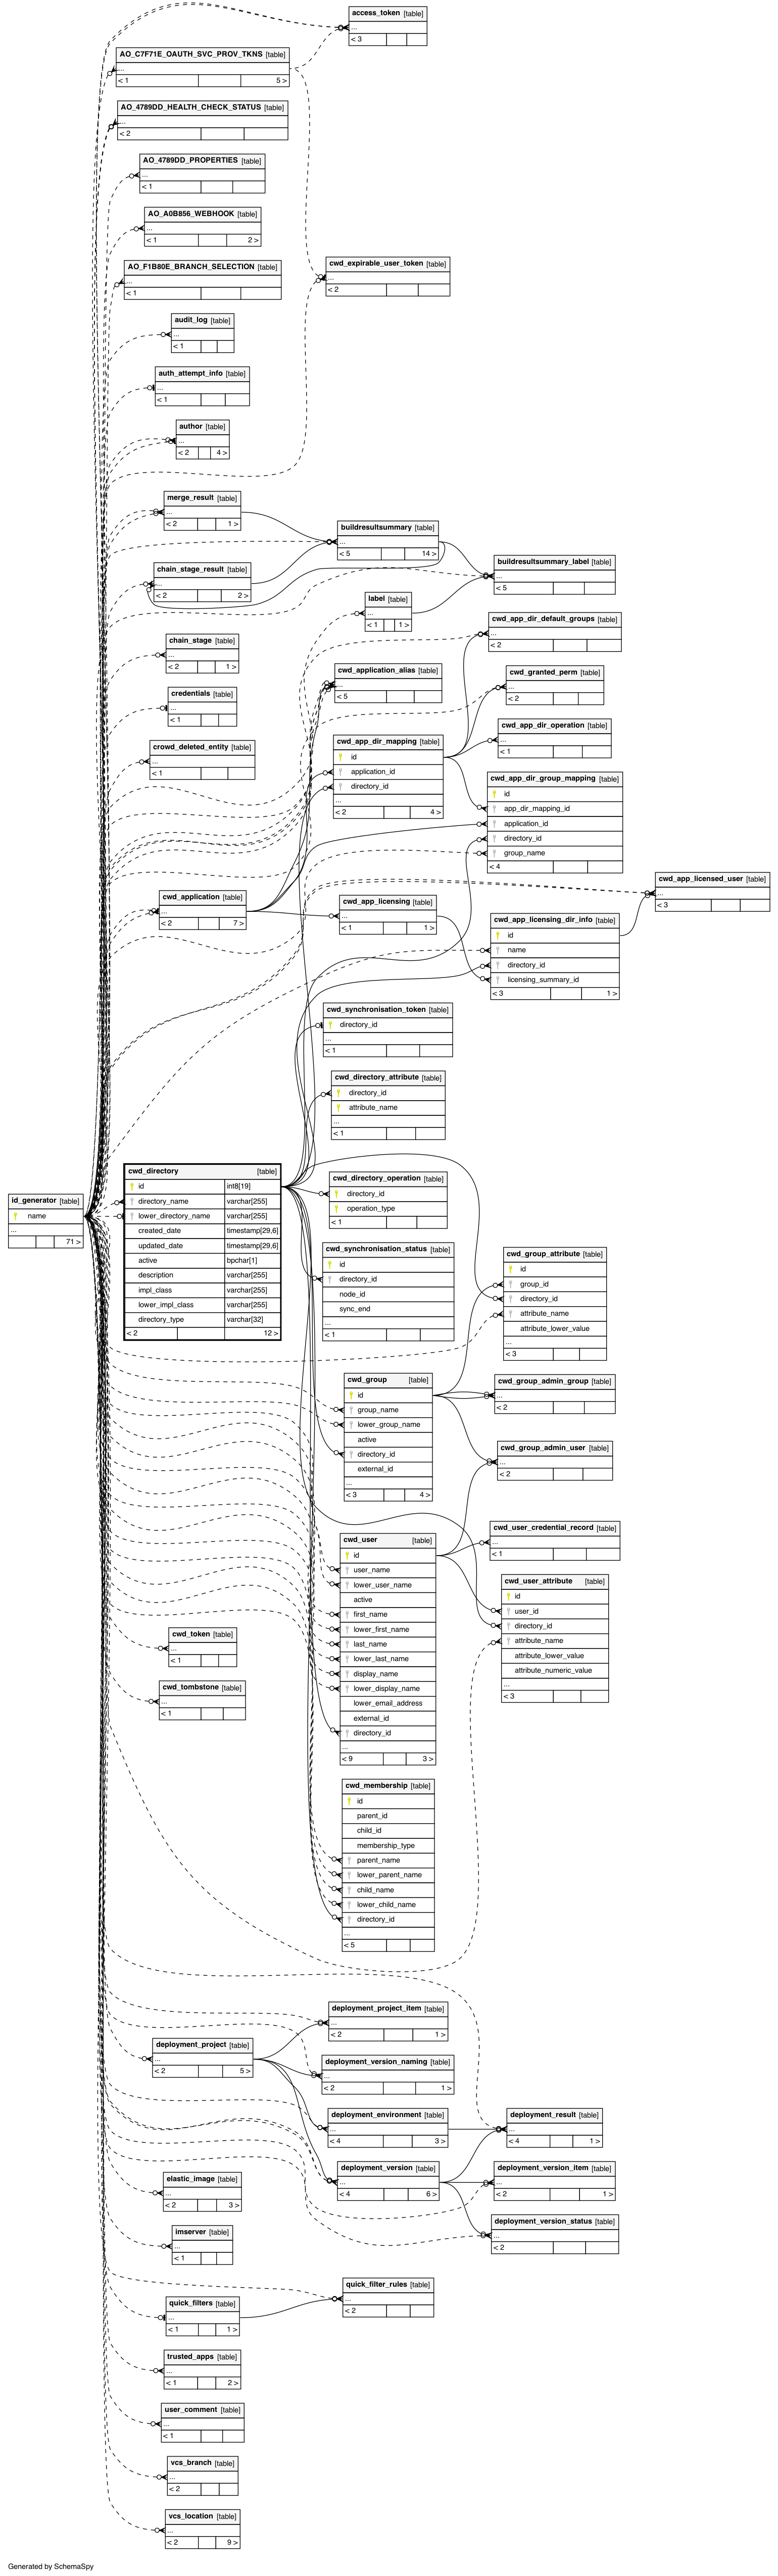 access_token [table]
...
< 3
AO_C7F71E_OAUTH_SVC_PROV_TKNS [table]
...
< 1 5 >
AO_4789DD_HEALTH_CHECK_STATUS [table]
...
< 2
AO_4789DD_PROPERTIES [table]
...
< 1
AO_A0B856_WEBHOOK [table]
...
< 1 2 >
AO_F1B80E_BRANCH_SELECTION [table]
...
< 1
cwd_expirable_user_token [table]
...
< 2
audit_log [table]
...
< 1
auth_attempt_info [table]
...
< 1
author [table]
...
< 2 4 >
merge_result [table]
...
< 2 1 >
buildresultsummary [table]
...
< 5 14 >
chain_stage_result [table]
...
< 2 2 >
buildresultsummary_label [table]
...
< 5
label [table]
...
< 1 1 >
cwd_app_dir_default_groups [table]
...
< 2
chain_stage [table]
...
< 2 1 >
cwd_application_alias [table]
...
< 5
cwd_granted_perm [table]
...
< 2
credentials [table]
...
< 1
cwd_app_dir_operation [table]
...
< 1
crowd_deleted_entity [table]
...
< 1
cwd_app_dir_mapping [table]
id
application_id
directory_id
...
< 2 4 >
cwd_app_dir_group_mapping [table]
id
app_dir_mapping_id
application_id
directory_id
group_name
< 4
cwd_app_licensed_user [table]
...
< 3
cwd_application [table]
...
< 2 7 >
cwd_app_licensing [table]
...
< 1 1 >
cwd_app_licensing_dir_info [table]
id
name
directory_id
licensing_summary_id
< 3 1 >
cwd_synchronisation_token [table]
directory_id
...
< 1
cwd_directory_attribute [table]
directory_id
attribute_name
...
< 1
id_generator [table]
name
...
71 >
cwd_directory [table]
id int8[19]
directory_name varchar[255]
lower_directory_name varchar[255]
created_date timestamp[29,6]
updated_date timestamp[29,6]
active bpchar[1]
description varchar[255]
impl_class varchar[255]
lower_impl_class varchar[255]
directory_type varchar[32]
< 2 12 >
cwd_directory_operation [table]
directory_id
operation_type
< 1
cwd_synchronisation_status [table]
id
directory_id
node_id
sync_end
...
< 1
cwd_group_attribute [table]
id
group_id
directory_id
attribute_name
attribute_lower_value
...
< 3
cwd_group [table]
id
group_name
lower_group_name
active
directory_id
external_id
...
< 3 4 >
cwd_group_admin_group [table]
...
< 2
cwd_group_admin_user [table]
...
< 2
cwd_user_credential_record [table]
...
< 1
cwd_user [table]
id
user_name
lower_user_name
active
first_name
lower_first_name
last_name
lower_last_name
display_name
lower_display_name
lower_email_address
external_id
directory_id
...
< 9 3 >
cwd_user_attribute [table]
id
user_id
directory_id
attribute_name
attribute_lower_value
attribute_numeric_value
...
< 3
cwd_token [table]
...
< 1
cwd_tombstone [table]
...
< 1
cwd_membership [table]
id
parent_id
child_id
membership_type
parent_name
lower_parent_name
child_name
lower_child_name
directory_id
...
< 5
deployment_project_item [table]
...
< 2 1 >
deployment_project [table]
...
< 2 5 >
deployment_version_naming [table]
...
< 2 1 >
deployment_environment [table]
...
< 4 3 >
deployment_result [table]
...
< 4 1 >
deployment_version [table]
...
< 4 6 >
deployment_version_item [table]
...
< 2 1 >
elastic_image [table]
...
< 2 3 >
deployment_version_status [table]
...
< 2
imserver [table]
...
< 1
quick_filter_rules [table]
...
< 2
quick_filters [table]
...
< 1 1 >
trusted_apps [table]
...
< 1 2 >
user_comment [table]
...
< 1
vcs_branch [table]
...
< 2
vcs_location [table]
...
< 2 9 >
Generated by SchemaSpy